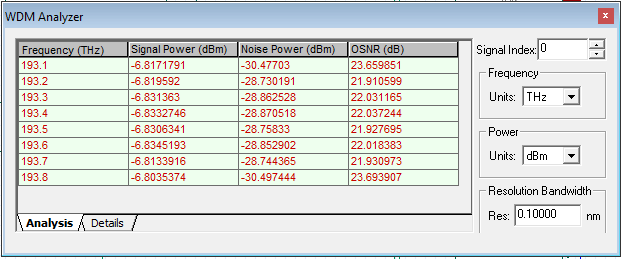 WDM Analyzer
Frequency (THz) Signal Power (dBm) Noise Power (dBm) OSNR (dB)
193.1 -6.8171791 -30.47703 23.659851
193.2 -6.819592 -28.730191 21.910599
193.3 -6.831363 -28.862528 22.031165
193.4 -6.8332746 -28.870518 22.037244
193.5 -6.8306341 -28.75833 21.927695
193.6 -6.8345193 -28.852902 22.018383
193.7 -6.8133916 -28.744365 21.930973
193.8 -6.8035374 -30.497444 23.693907
Analysis Details
Signal Index: 0
Frequency
Units: THz
Power
Units: dBm
Resolution Bandwidth
Res: 0.10000 nm